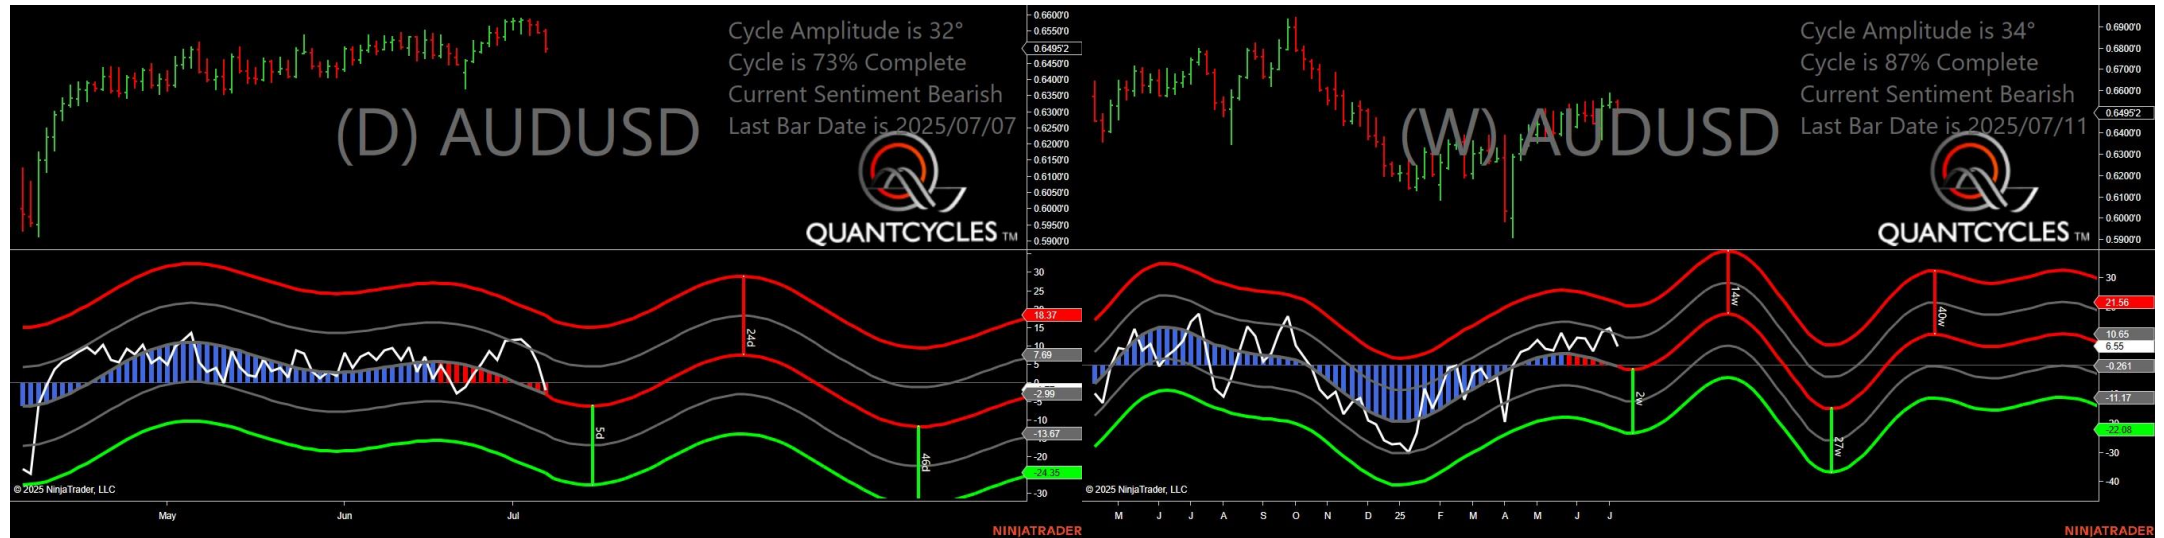 Cycle Amplitude is 32°
Cycle is 73% Complete
Current Sentiment Bearish
Last Bar Date is 2025/07/07
(D) AUDUSD
QUANTCYCLES TM
0.6600'0
0.6550'0
0.6495'2
0.6445'0
0.6400'0
0.6350'0
0.6300'0
0.6250'0
0.6200'0
0.6150'0
0.6100'0
0.6050'0
0.6000'0
0.5950'0
0.5900'0
30
25
18.37
15
10
7.69
-2.99
-5
-10
-13.67
-20
-24.35
-30
5d
24d
46d
© 2025 NinjaTrader, LLC
May
Jun
Jul
NINJATRADER
Cycle Amplitude is 34°
Cycle is 87% Complete
Current Sentiment Bearish
Last Bar Date is 2025/07/11
(W) AUDUSD
QUANTCYCLES TM
0.6900'0
0.6800'0
0.6700'0
0.6600'0
0.6495'2
0.6400'0
0.6300'0
0.6200'0
0.6100'0
0.6000'0
0.5900'0
30
21.56
10.65
6.55
-0.261
-11.17
-22.08
-30
-40
2w
14w
27w
40w
© 2025 NinjaTrader, LLC
M
J
J
A
S
O
N
D
25
F
M
A
M
J
J
NINJATRADER